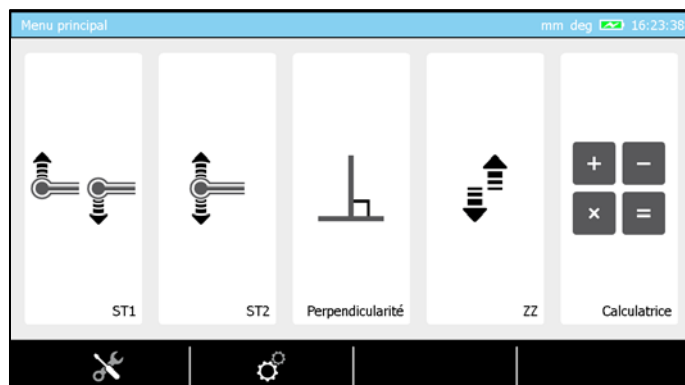 Menu principal
mm deg 16:23:38
ST1
ST2
Perpendicularité
ZZ
Calculatrice
+ −
× =